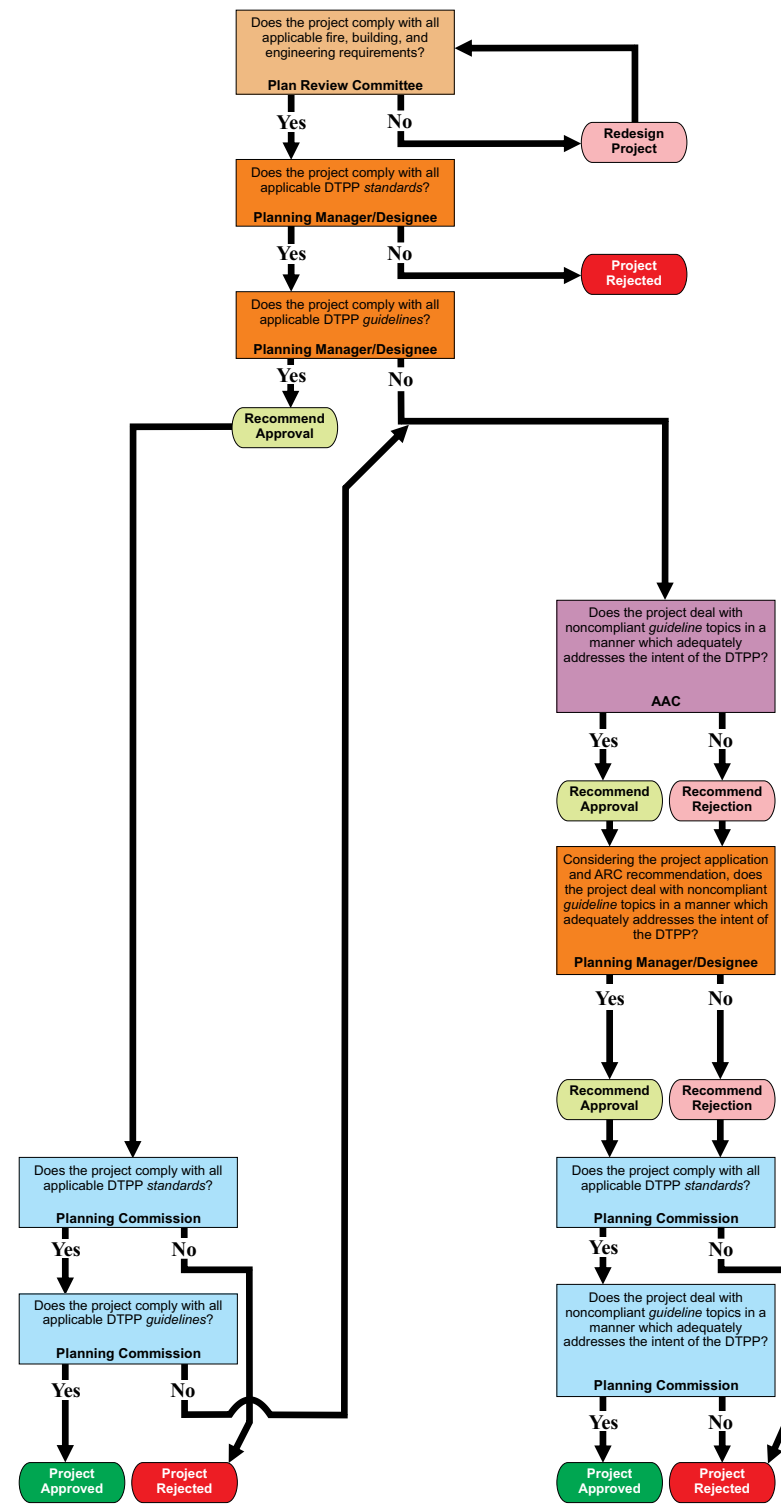 Does the project comply with all
applicable fire, building, and
engineering requirements?
Plan Review Committee
Yes
No
Redesign
Project
Does the project comply with all
applicable DTPP standards?
Planning Manager/Designee
Yes
No
Project
Rejected
Does the project comply with all
applicable DTPP guidelines?
Planning Manager/Designee
Yes
No
Recommend
Approval
Does the project deal with
noncompliant guideline topics in a
manner which adequately
addresses the intent of the DTPP?
AAC
Yes
No
Recommend
Approval
Recommend
Rejection
Considering the project application
and ARC recommendation, does
the project deal with noncompliant
guideline topics in a manner which
adequately addresses the intent of
the DTPP?
Planning Manager/Designee
Yes
No
Recommend
Approval
Recommend
Rejection
Does the project comply with all
applicable DTPP standards?
Planning Commission
Yes
No
Does the project comply with all
applicable DTPP guidelines?
Planning Commission
Yes
No
Project
Approved
Project
Rejected
Does the project comply with all
applicable DTPP standards?
Planning Commission
Yes
No
Does the project deal with
noncompliant guideline topics in a
manner which adequately
addresses the intent of the DTPP?
Planning Commission
Yes
No
Project
Approved
Project
Rejected